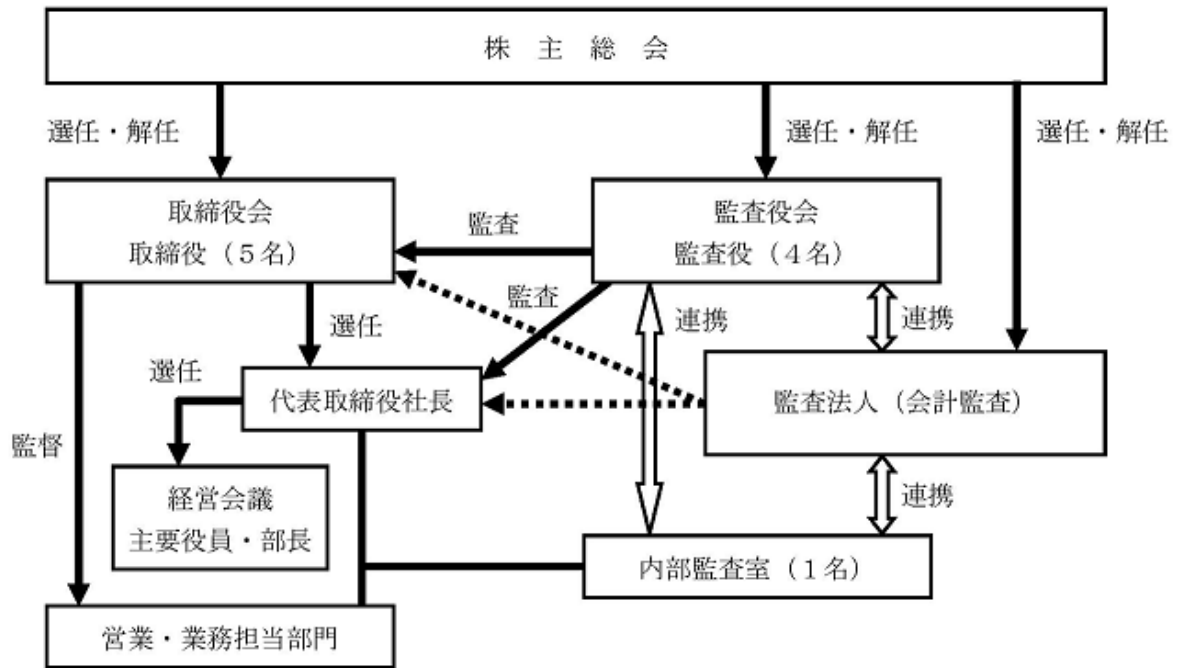 株 主 総 会
選任・解任
選任・解任
選任・解任
取締役会
取締役（５名）
監査
監査役会
監査役（４名）
監査
選任
連携
連携
選任
代表取締役社長
監査法人（会計監査）
監督
経営会議
主要役員・部長
連携
内部監査室（１名）
営業・業務担当部門